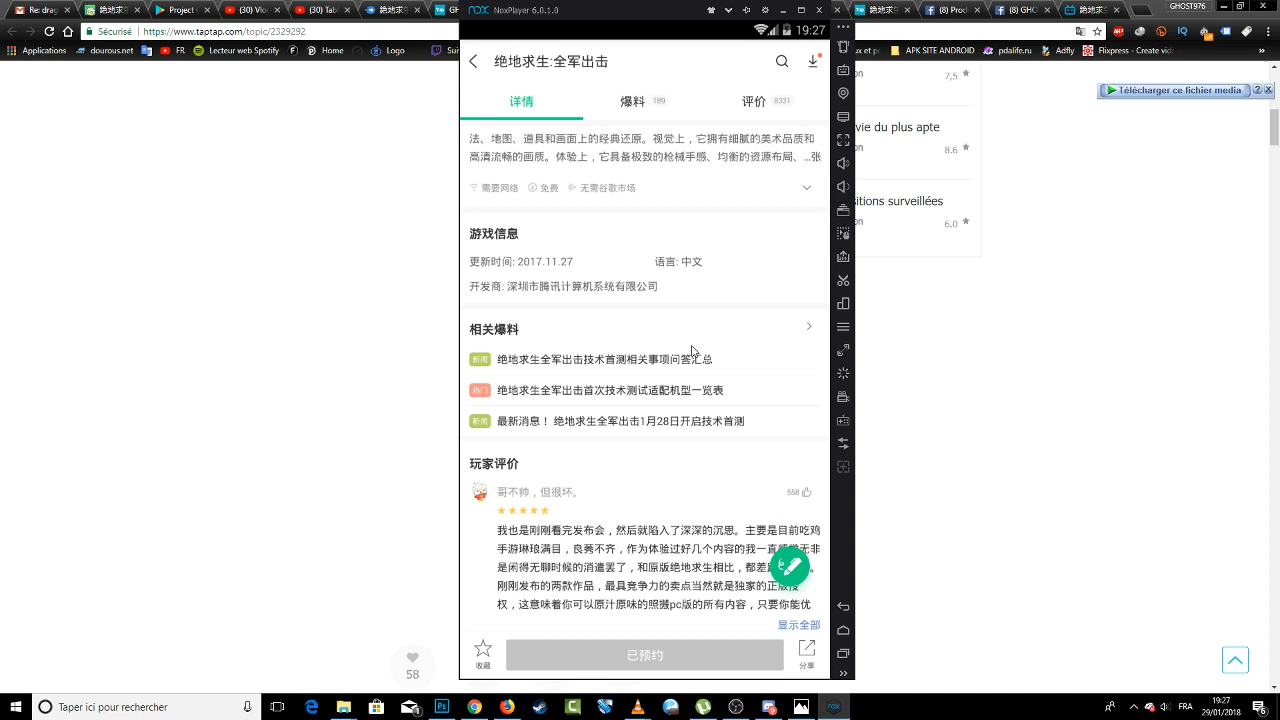 NoxPlayer 6.0.1.0
Sécurisé
https://www.taptap.com/topic/2329292
19:27
绝地求生:全军出击
YouTube
Leetspeak
Topflop - offres d'em
APK STEAMING
Android
Scripts
7,5
详情
爆料 189
评价 8331
Télécharger ce fichier
vie du plus apte
8.6
法、地图、道具和画面上的经典还原。视觉上，它拥有细腻的美术品质和
高清流畅的画质。体验上，它具备极致的枪械手感、均衡的资源布局、...张
需要网络 免费 无需谷歌市场
itions surveillées
6.0
游戏信息
更新时间: 2017.11.27
语言: 中文
开发商: 深圳市腾讯计算机系统有限公司
相关爆料
新闻 绝地求生全军出击技术首测相关事项问答汇总
热门 绝地求生全军出击首次技术测试适配机型一览表
新闻 最新消息！ 绝地求生全军出击1月28日开启技术首测
玩家评价
哥不帅，但很坏。
558
我也是刚刚看完发布会，然后就陷入了深深的沉思。主要是目前吃鸡
手游琳琅满目，良莠不齐，作为体验过好几个内容的我一直 无非
是闲得无聊时候的消遣罢了，和原版绝地求生相比，都差
刚刚发布的两款作品，最具竞争力的卖点当然就是独家的正版授
权，这意味着你可以原汁原味的照搬pc版的所有内容，只要你能优
显示全部
收藏
已预约
分享
58
Taper ici pour rechercher
19:27
29/01/2018